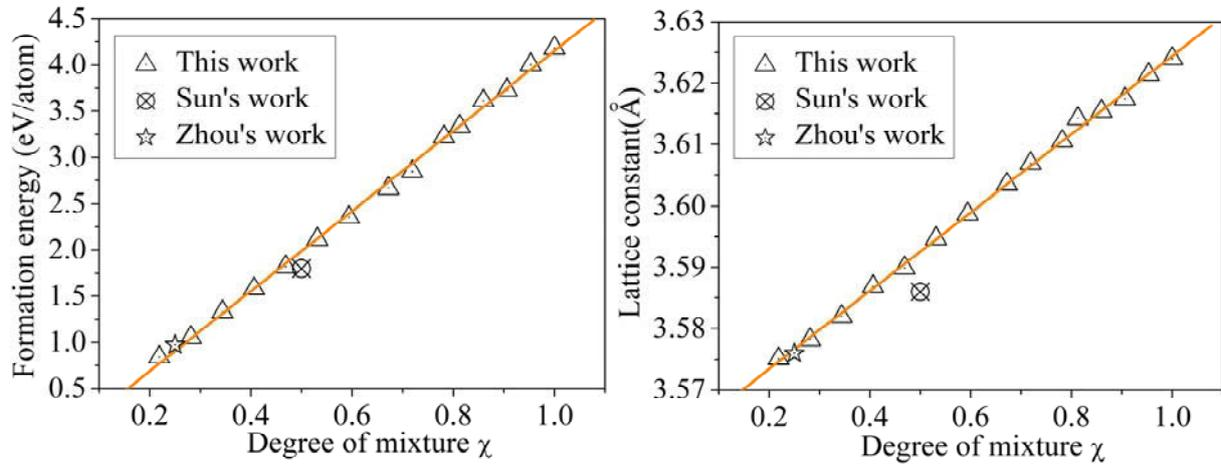 Formation energy (eV/atom)
4.5
4.0
3.5
3.0
2.5
2.0
1.5
1.0
0.5
This work
Sun's work
Zhou's work
0.2
0.4
0.6
0.8
1.0
Degree of mixture χ
Lattice constant(Å)
3.63
3.62
3.61
3.60
3.59
3.58
3.57
This work
Sun's work
Zhou's work
0.2
0.4
0.6
0.8
1.0
Degree of mixture χ